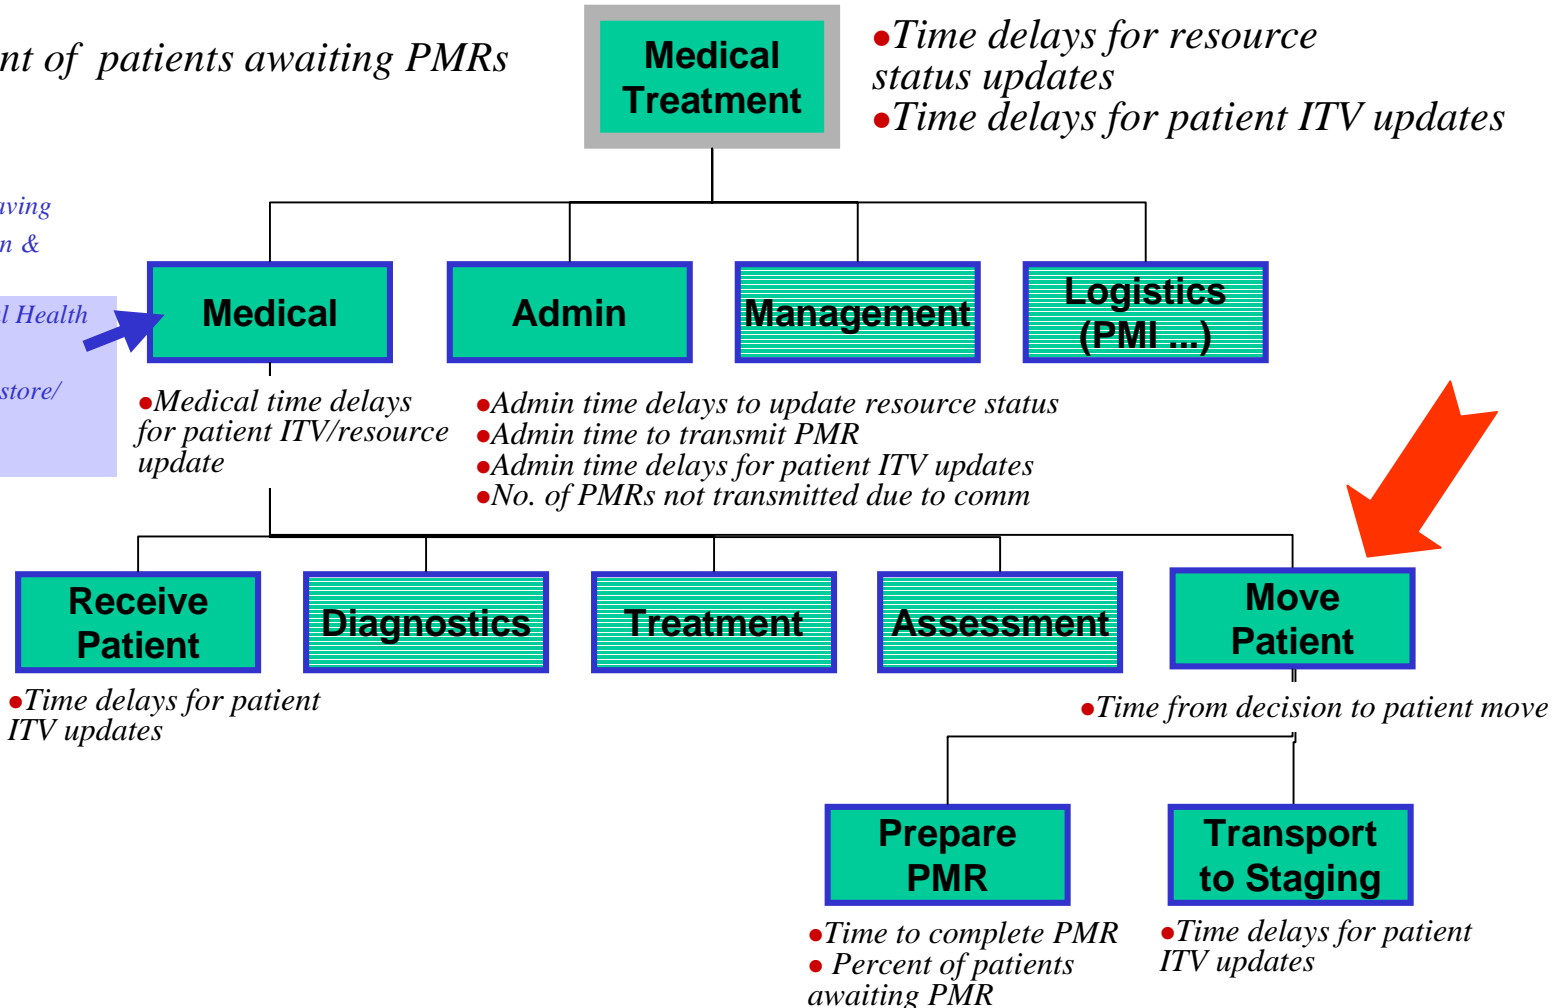 of patients awaiting PMRs
Medical
Treatment
●Time delays for resource
status updates
●Time delays for patient ITV updates
&
Health
Medical
Admin
Management
Logistics
(PMI ...)
●Medical time delays
for patient ITV/resource
update
●Admin time delays to update resource status
●Admin time to transmit PMR
●Admin time delays for patient ITV updates
●No. of PMRs not transmitted due to comm
Receive
Patient
Diagnostics
Treatment
Assessment
Move
Patient
●Time delays for patient
ITV updates
●Time from decision to patient move
Prepare
PMR
Transport
to Staging
●Time to complete PMR
● Percent of patients
awaiting PMR
●Time delays for patient
ITV updates